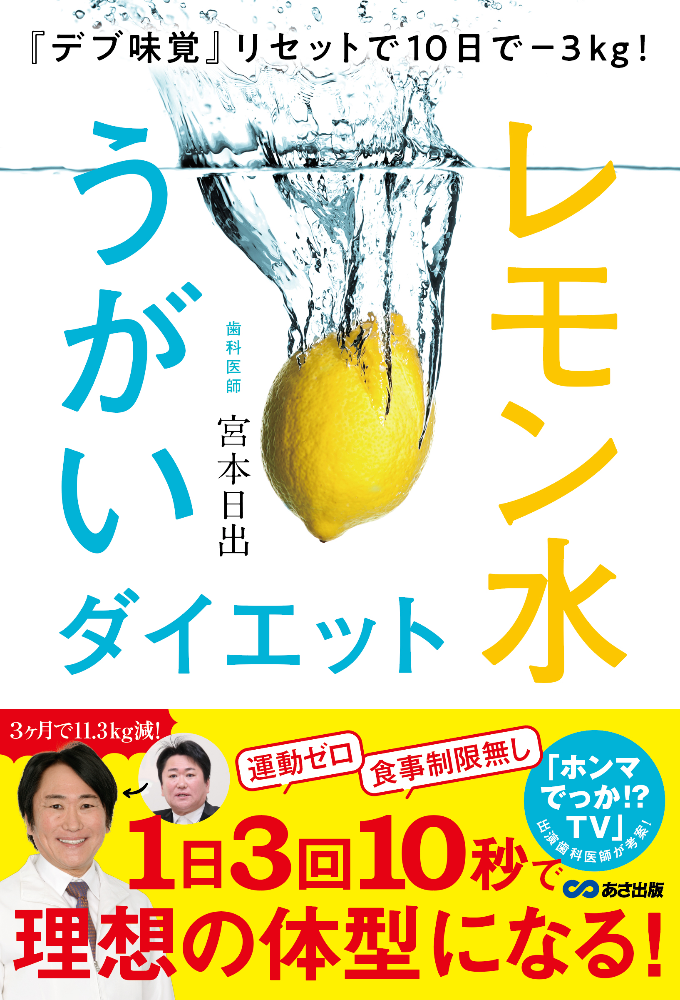 『デブ味覚』リセットで10日で－3kg！
レモン水
うがい
ダイエット
歯科医師 宮本日出
3ヶ月で11.3kg減！
運動ゼロ
食事制限無し
「ホンマ
でっか!?
TV」
出演歯科医師が考案！
1日3回10秒で
理想の体型になる！
あさ出版